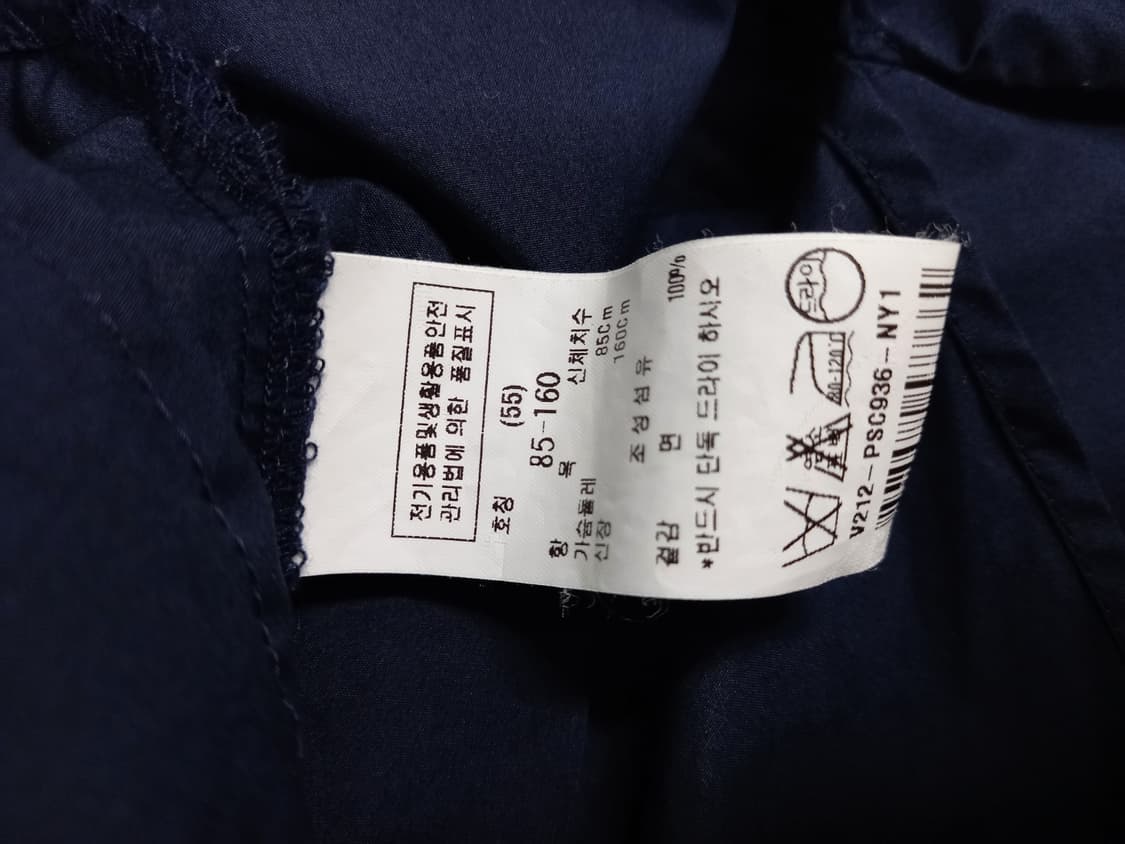 전기용품및생활용품안전
관리법에 의한 품질표시
호칭 (55)
85-160
항 목 신체치수
가슴둘레 85Cm
신장 160Cm
조성섬유
겉감 면 100%
*반드시 단독 드라이 하시오
80-120
드라이
V212-PSC936-NY1